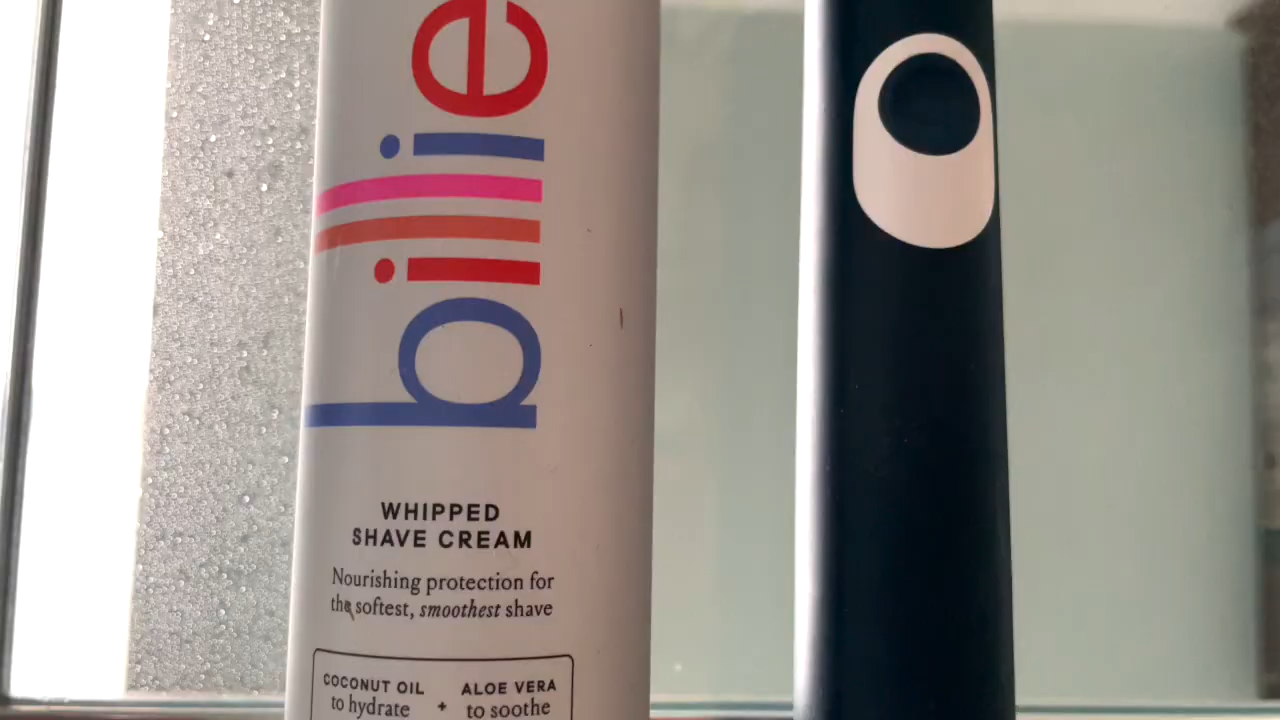 billie
WHIPPED
SHAVE CREAM
Nourishing protection for
the softest, smoothest shave
COCONUT OIL + ALOE VERA
to hydrate to soothe